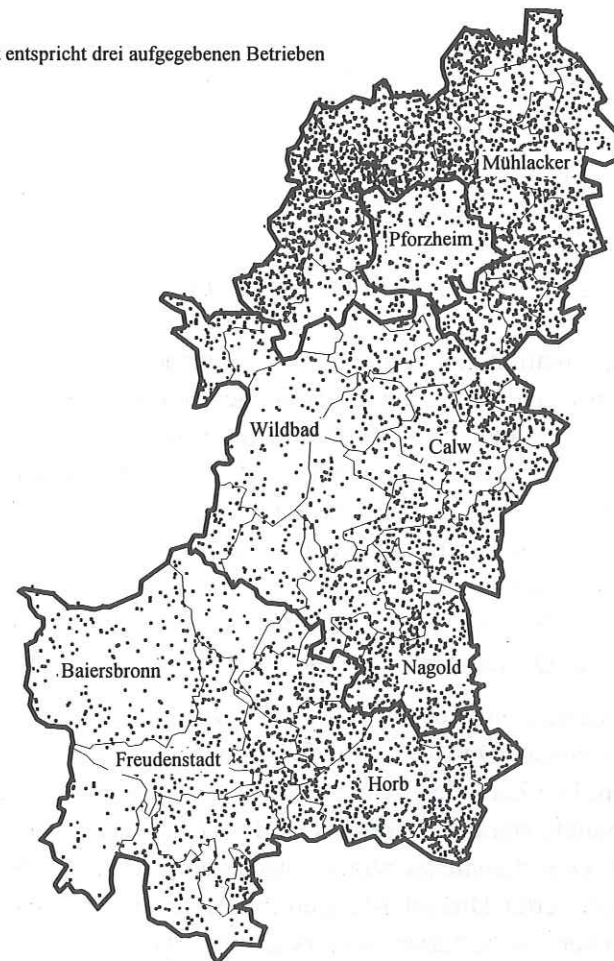 entspricht drei aufgegebenen Betrieben
Mühlacker
Pforzheim
Wildbad
Calw
Nagold
Baiersbronn
Freudenstadt
Horb